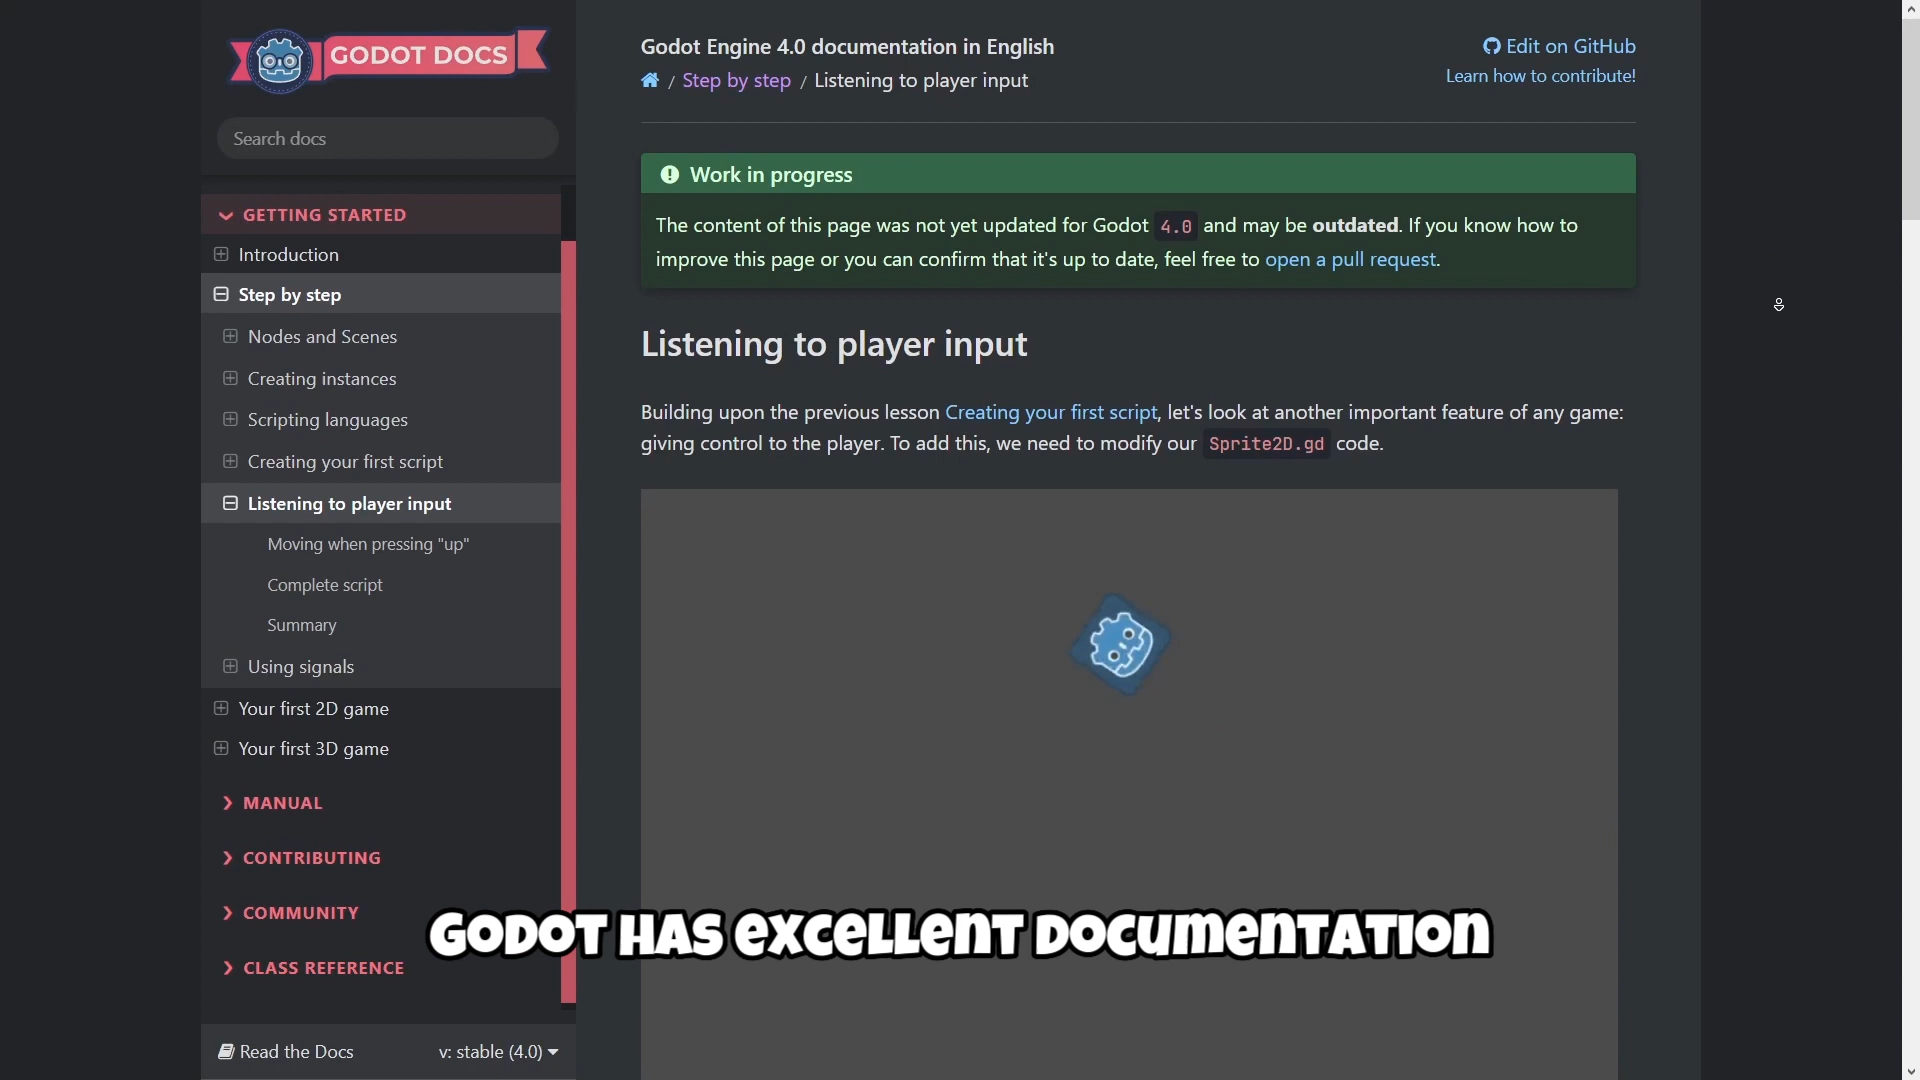 GODOT DOCS
Search docs
GETTING STARTED
Introduction
Step by step
Nodes and Scenes
Creating instances
Scripting languages
Creating your first script
Listening to player input
Moving when pressing "up"
Complete script
Summary
Using signals
Your first 2D game
Your first 3D game
MANUAL
CONTRIBUTING
COMMUNITY
CLASS REFERENCE
Read the Docs
v: stable (4.0)
Godot Engine 4.0 documentation in English
Edit on GitHub
/ Step by step / Listening to player input
Learn how to contribute!
Work in progress
The content of this page was not yet updated for Godot 4.0 and may be outdated. If you know how to
improve this page or you can confirm that it's up to date, feel free to open a pull request.
Listening to player input
Building upon the previous lesson Creating your first script, let's look at another important feature of any game:
giving control to the player. To add this, we need to modify our Sprite2D.gd code.
GODOT HAS EXCELLENT DOCUMENTATION